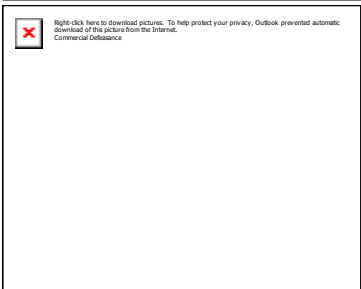 Right-click here to download pictures. To help protect your privacy, Outlook prevented automatic
download of this picture from the Internet.
Commercial Defeasance